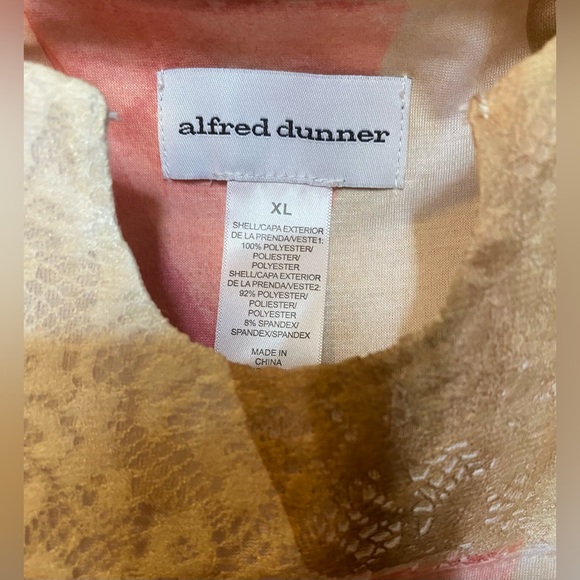 alfred dunner
XL
SHELL/CAPA EXTERIOR
DE LA PRENDA/VESTE1:
100% POLYESTER/
POLIESTER/
POLYESTER
SHELL/CAPA EXTERIOR
DE LA PRENDA/VESTE2:
92% POLYESTER/
POLIESTER/
POLYESTER
8% SPANDEX/
SPANDEX/SPANDEX
MADE IN
CHINA